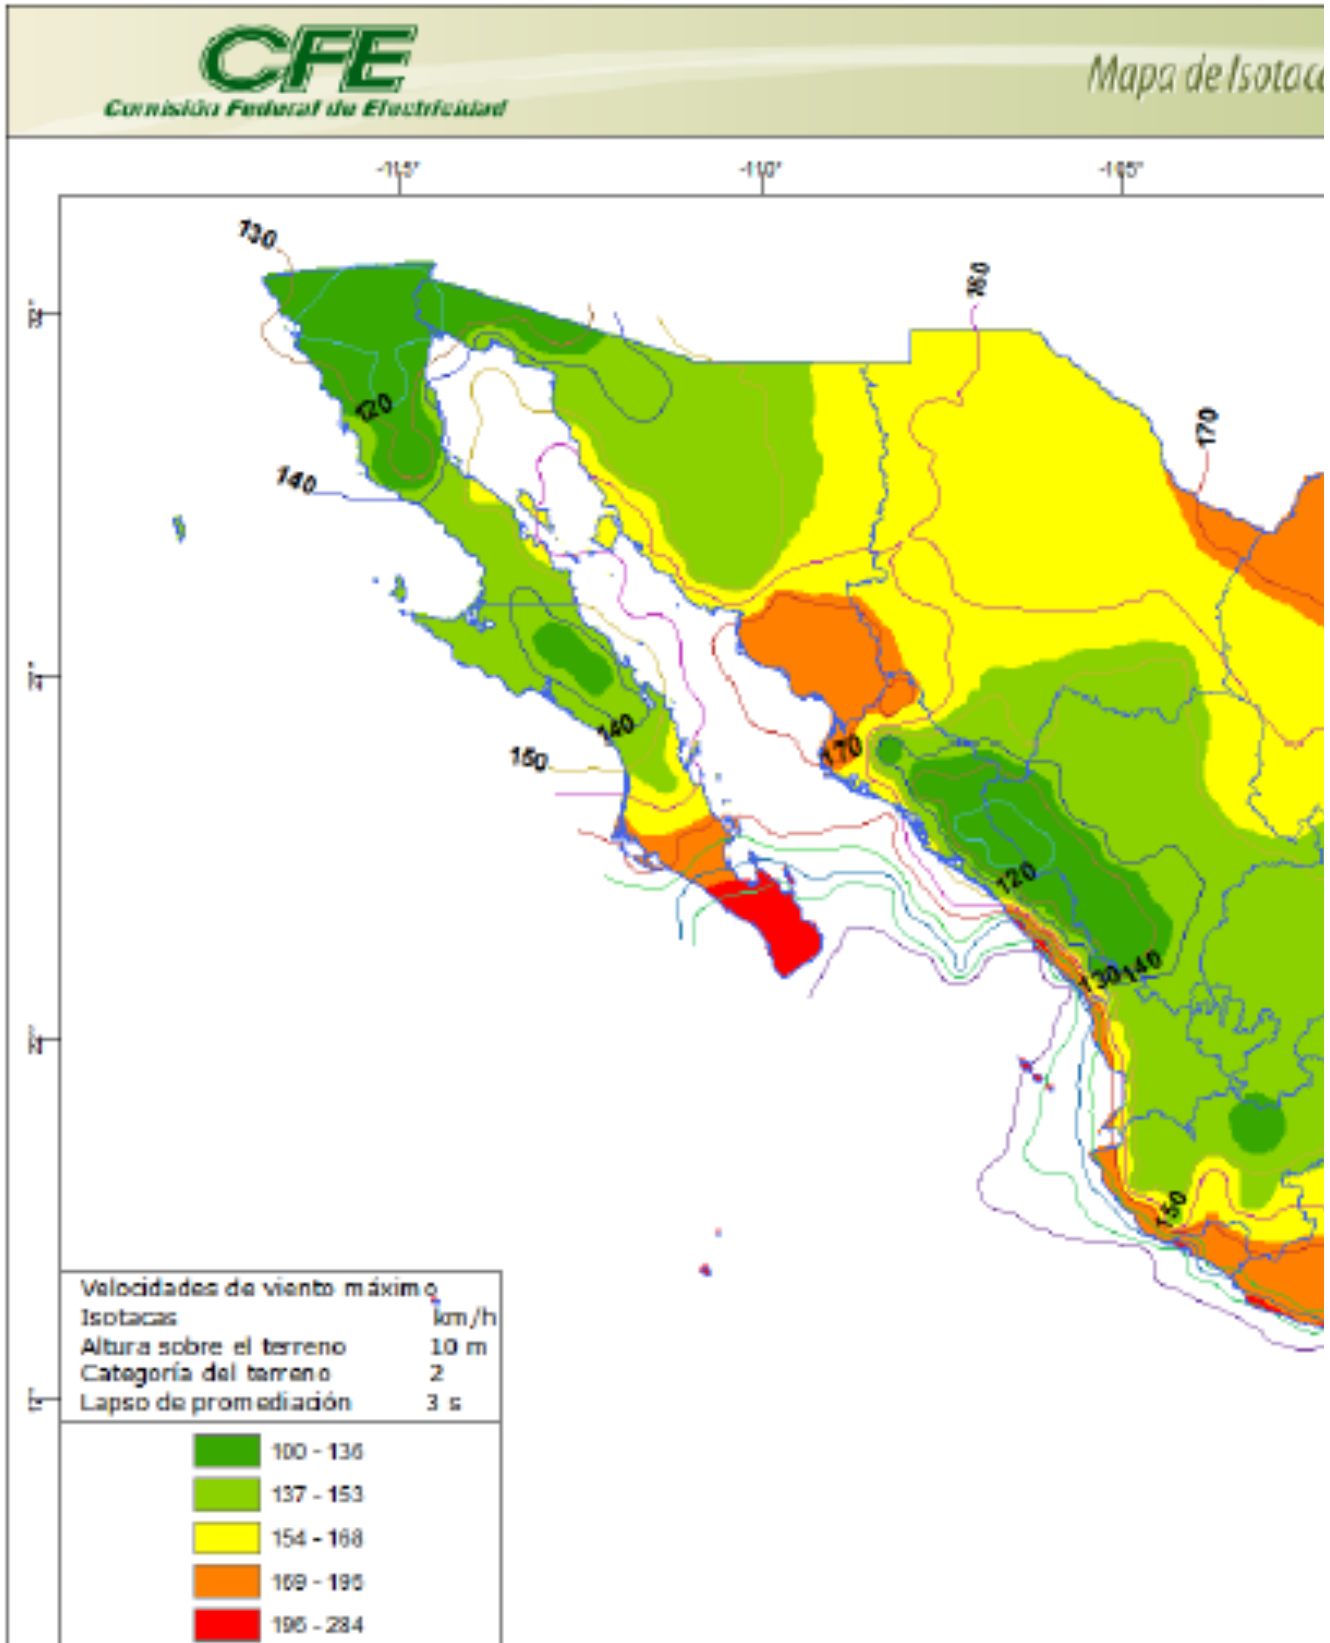 CFE
Comisión Federal de Electricidad
Mapa de Isotaca
-115°
-110°
-105°
130
160
170
120
140
140
150
170
120
130
140
150
Velocidades de viento máximo
Isotacas km/h
Altura sobre el terreno 10 m
Categoría del terreno 2
Lapso de promediación 3 s
100 - 136
137 - 153
154 - 168
169 - 195
196 - 284